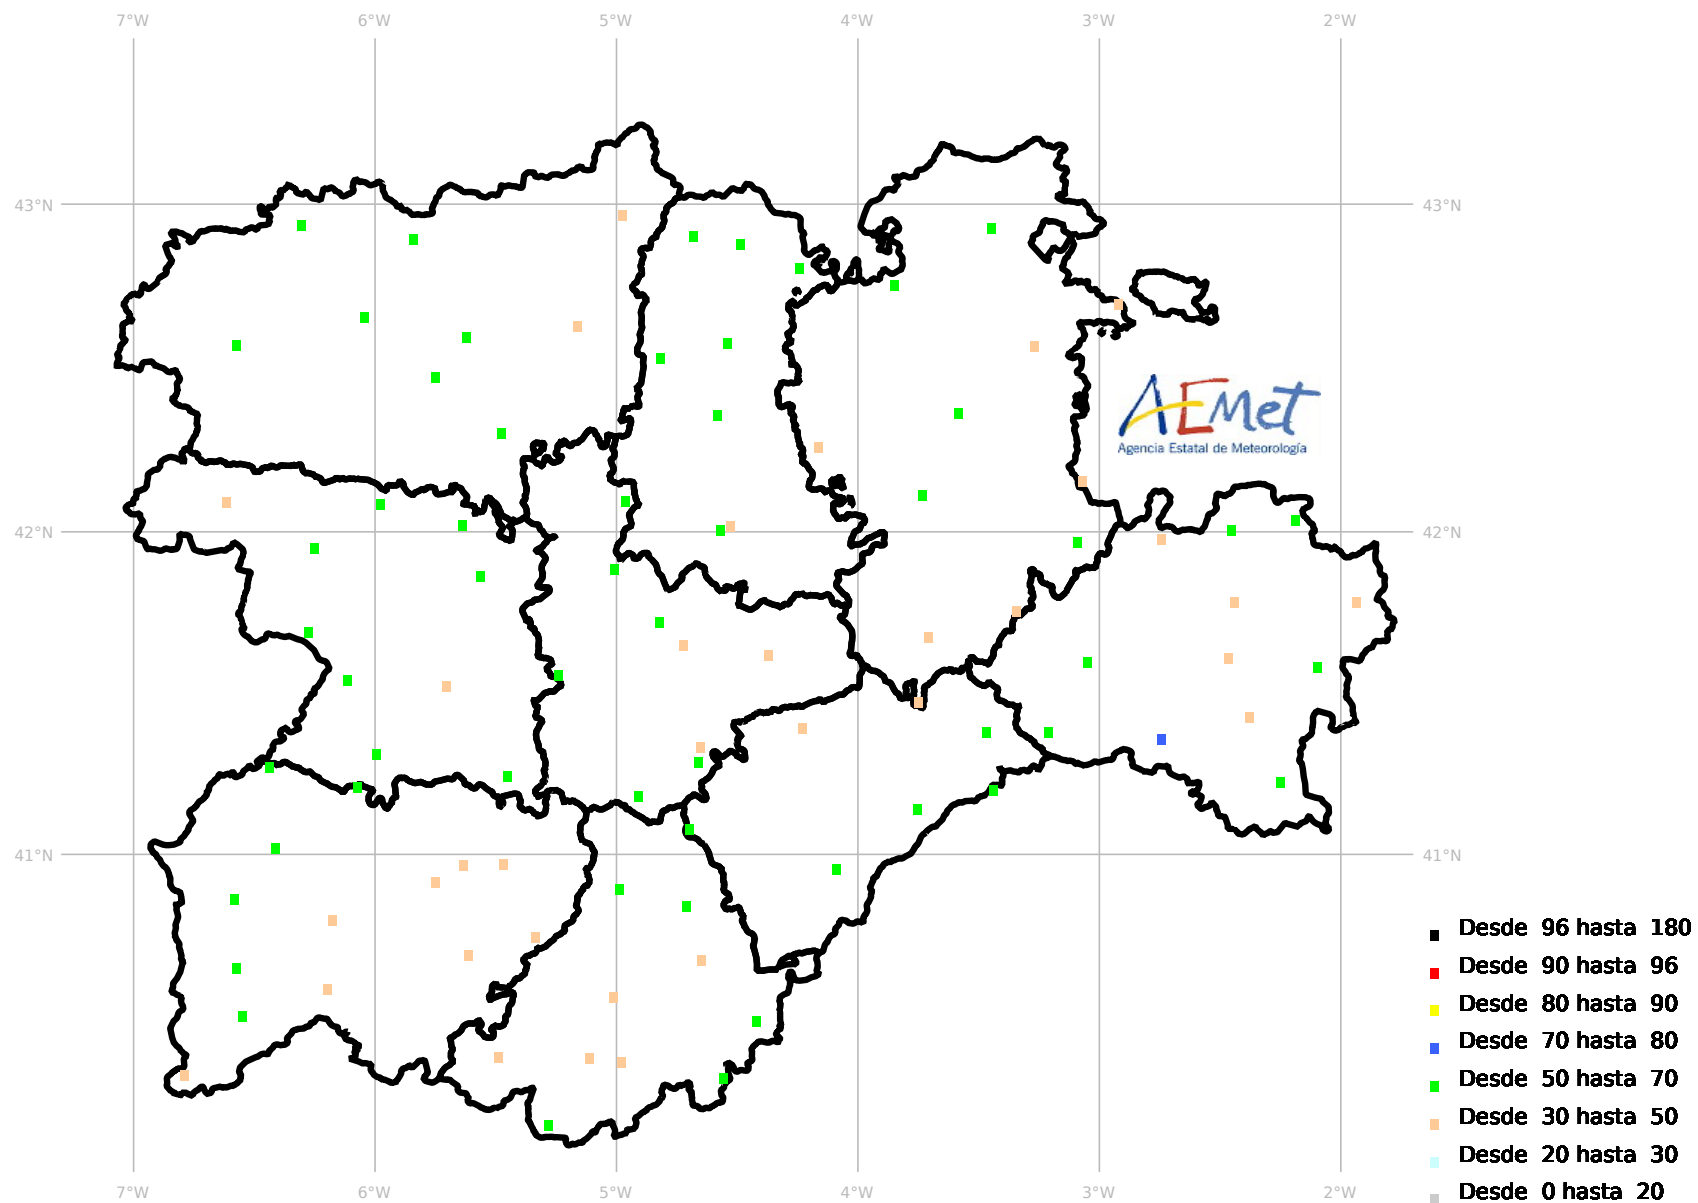 7°W 6°W 5°W 4°W 3°W 2°W
43°N 43°N
AEMet
Agencia Estatal de Meteorología
42°N 42°N
41°N 41°N
Desde 96 hasta 180
Desde 90 hasta 96
Desde 80 hasta 90
Desde 70 hasta 80
Desde 50 hasta 70
Desde 30 hasta 50
Desde 20 hasta 30
Desde 0 hasta 20
7°W 6°W 5°W 4°W 3°W 2°W